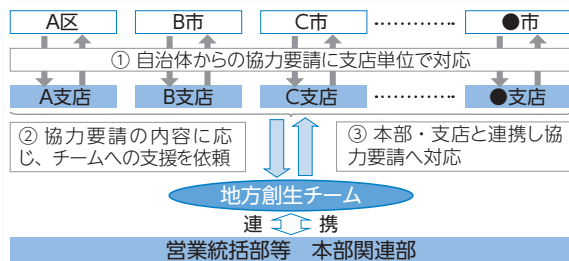 A区 B市 C市 ………… ●市
① 自治体からの協力要請に支店単位で対応
A支店 B支店 C支店 ………… ●支店
② 協力要請の内容に応
じ、チームへの支援を依頼
③ 本部・支店と連携し協
力要請へ対応
地方創生チーム
連 携
営業統括部等 本部関連部